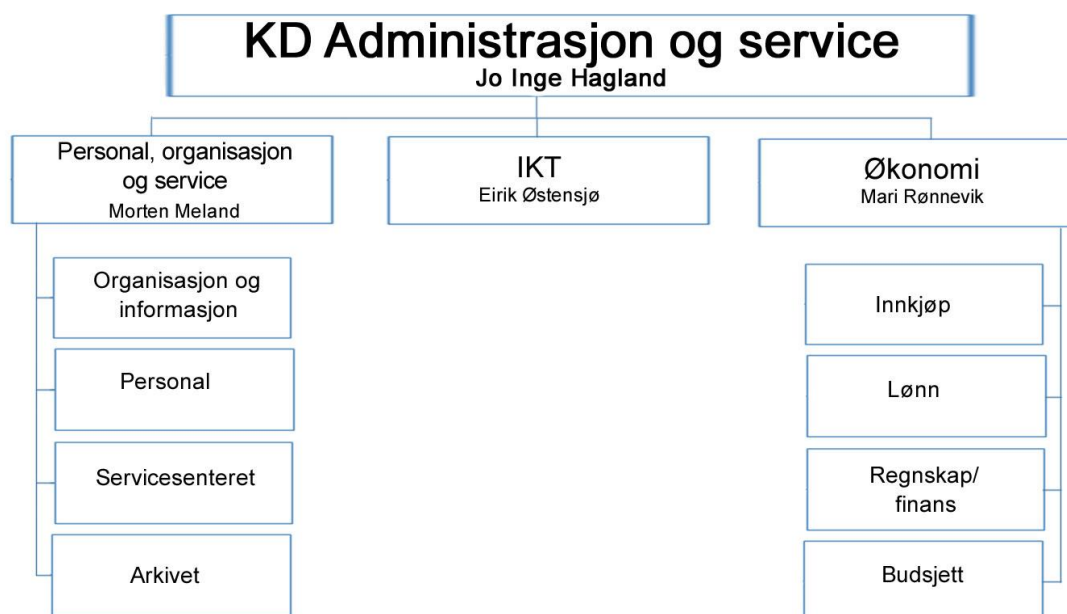 KD Administrasjon og service
Jo Inge Hagland
Personal, organisasjon
og service
Morten Meland
IKT
Eirik Østensjø
Økonomi
Mari Rønnevik
Organisasjon og
informasjon
Personal
Servicesenteret
Arkivet
Innkjøp
Lønn
Regnskap/
finans
Budsjett